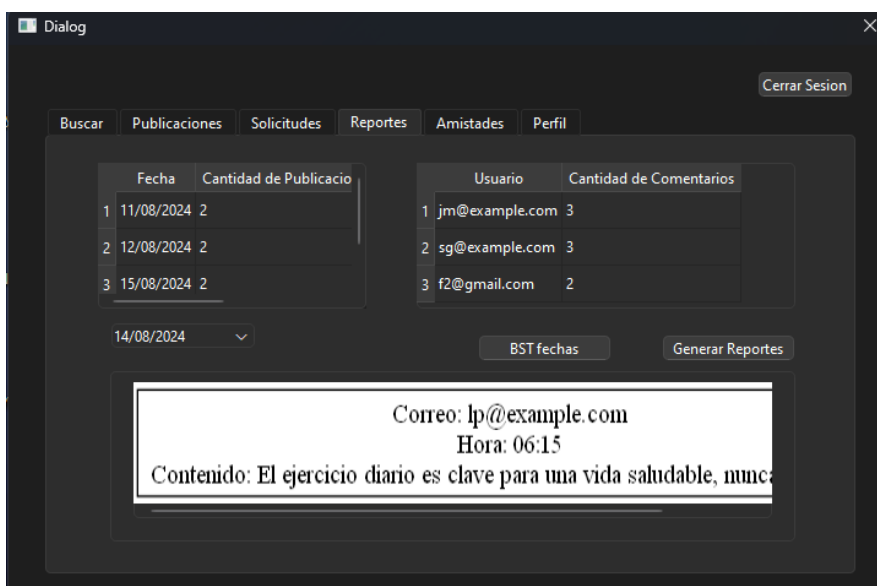 Dialog
Cerrar Sesion
Buscar Publicaciones Solicitudes Reportes Amistades Perfil
Fecha Cantidad de Publicacio
1 11/08/2024 2
2 12/08/2024 2
3 15/08/2024 2
Usuario Cantidad de Comentarios
1 jm@example.com 3
2 sg@example.com 3
3 f2@gmail.com 2
14/08/2024
BST fechas
Generar Reportes
Correo: lp@example.com
Hora: 06:15
Contenido: El ejercicio diario es clave para una vida saludable, nunca